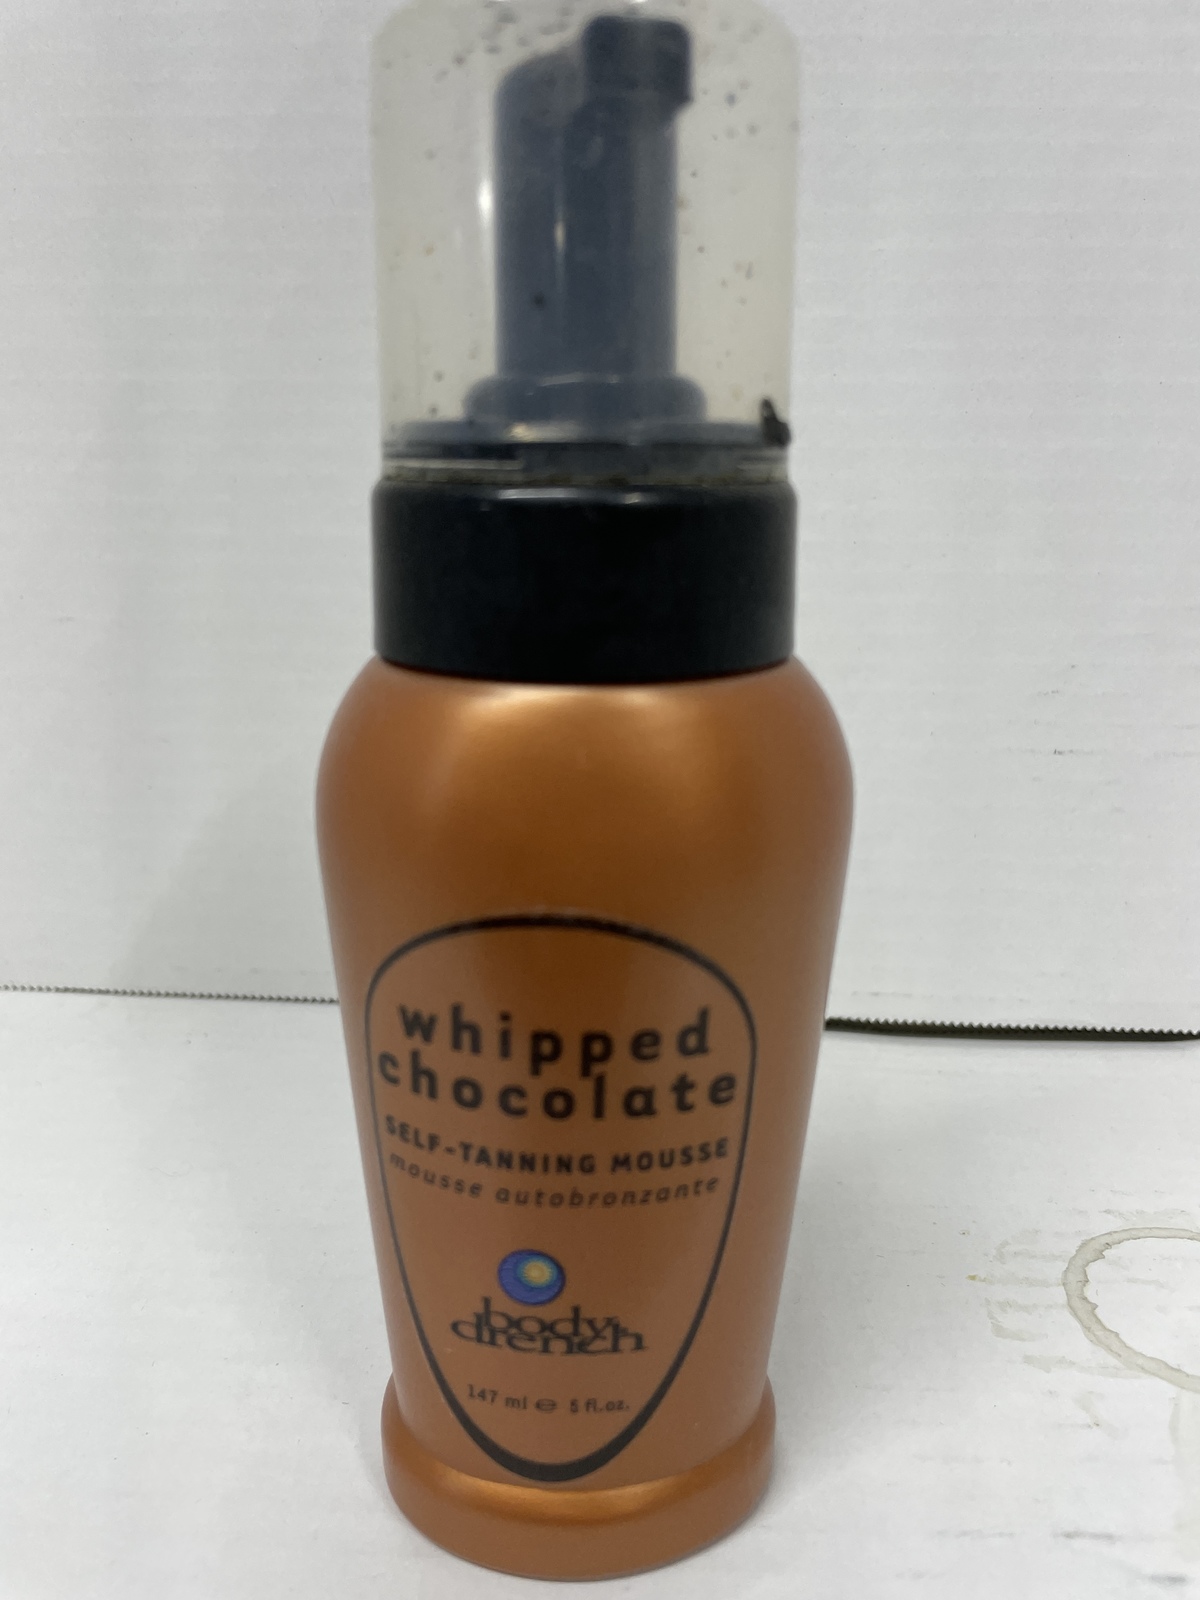 whipped
chocolate
SELF-TANNING MOUSSE
mousse autobronzante
body
drench
147 ml ℮ 5 fl.oz.